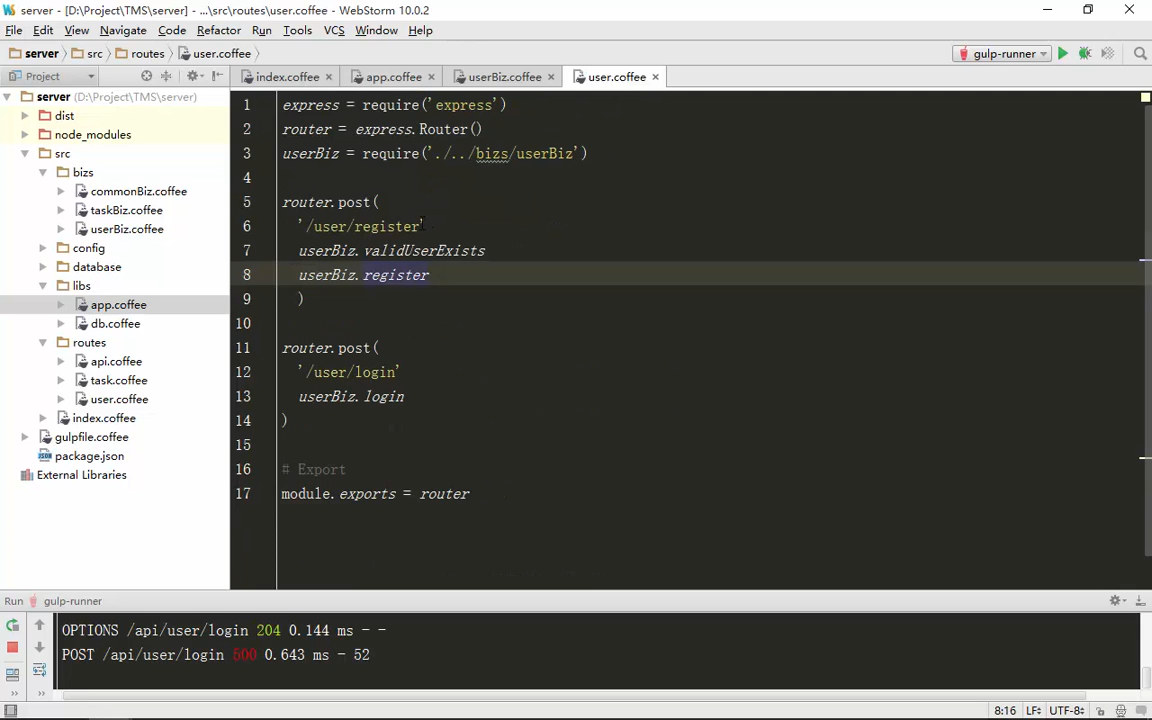 server - [D:\Project\TMS\server] - ...\src\routes\user.coffee - WebStorm 10.0.2
File Edit View Navigate Code Refactor Run Tools VCS Window Help
server src routes user.coffee gulp-runner
Project index.coffee app.coffee userBiz.coffee user.coffee
server (D:\Project\TMS\server)
dist
node_modules
src
bizs
commonBiz.coffee
taskBiz.coffee
userBiz.coffee
config
database
libs
app.coffee
db.coffee
routes
api.coffee
task.coffee
user.coffee
index.coffee
gulpfile.coffee
package.json
External Libraries
1 express = require('express')
2 router = express.Router()
3 userBiz = require('./../bizs/userBiz')
4
5 router.post(
6 '/user/register'
7 userBiz.validUserExists
8 userBiz.register
9 )
10
11 router.post(
12 '/user/login'
13 userBiz.login
14 )
15
16 # Export
17 module.exports = router
Run gulp-runner
OPTIONS /api/user/login 204 0.144 ms - -
POST /api/user/login 500 0.643 ms - 52
8:16 LF÷ UTF-8÷